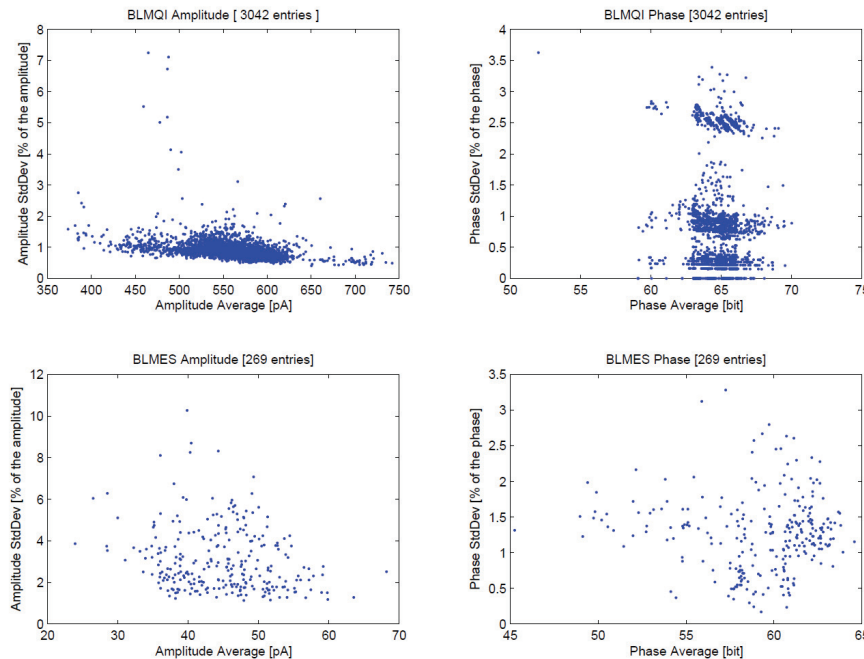 BLMQI Amplitude [ 3042 entries ]
Amplitude StdDev [% of the amplitude]
8
7
6
5
4
3
2
1
0
350 400 450 500 550 600 650 700 750
Amplitude Average [pA]
BLMQI Phase [3042 entries]
Phase StdDev [% of the phase]
4
3.5
3
2.5
2
1.5
1
0.5
0
50 55 60 65 70 75
Phase Average [bit]
BLMES Amplitude [269 entries]
Amplitude StdDev [% of the amplitude]
12
10
8
6
4
2
0
20 30 40 50 60 70
Amplitude Average [pA]
BLMES Phase [269 entries]
Phase StdDev [% of the phase]
3.5
3
2.5
2
1.5
1
0.5
0
45 50 55 60 65
Phase Average [bit]